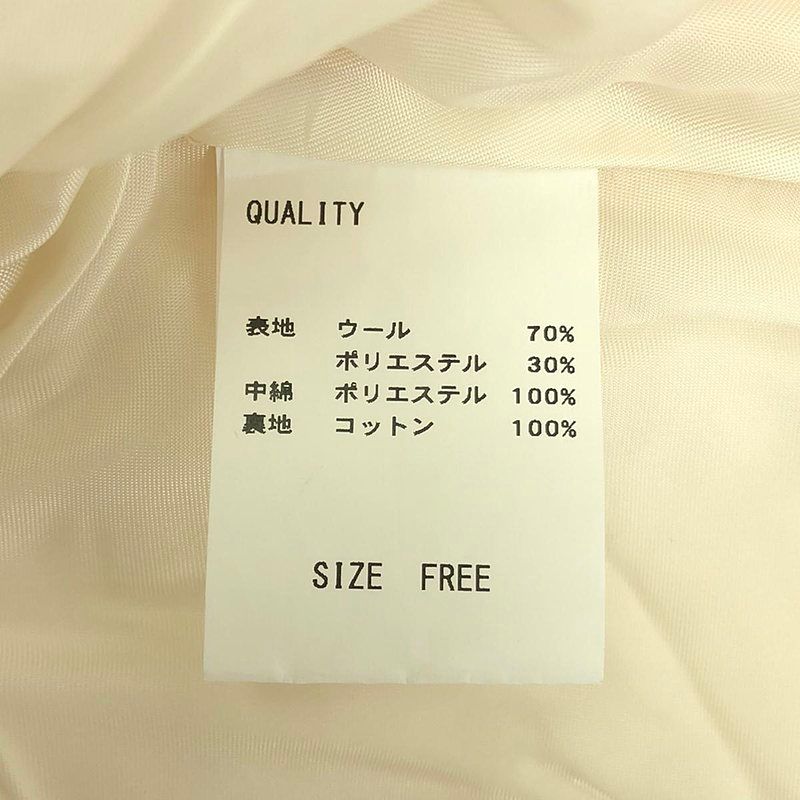 QUALITY
表地 ウール 70%
ポリエステル 30%
中綿 ポリエステル 100%
裏地 コットン 100%
SIZE FREE